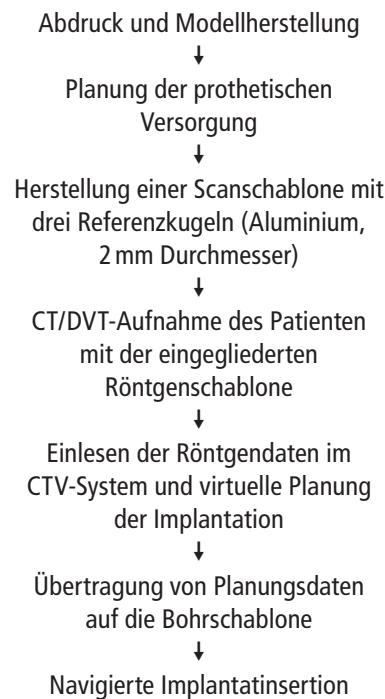 Abdruck und Modellherstellung
↓
Planung der prothetischen
Versorgung
↓
Herstellung einer Scanschablone mit
drei Referenzkugeln (Aluminium,
2 mm Durchmesser)
↓
CT/DVT-Aufnahme des Patienten
mit der eingegliederten
Röntgenschablone
↓
Einlesen der Röntgendaten im
CTV-System und virtuelle Planung
der Implantation
↓
Übertragung von Planungsdaten
auf die Bohrschablone
↓
Navigierte Implantatinsertion